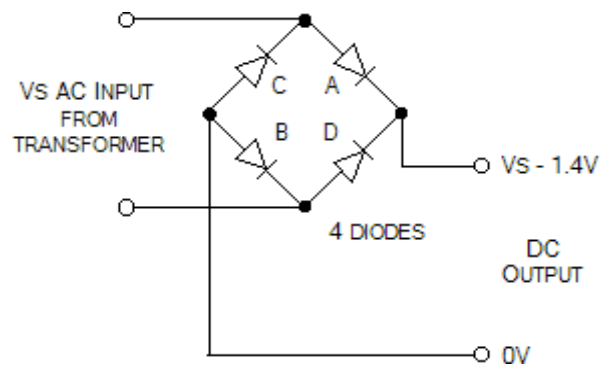 VS AC INPUT
FROM
TRANSFORMER
C
A
B
D
4 DIODES
VS - 1.4V
DC
OUTPUT
0V